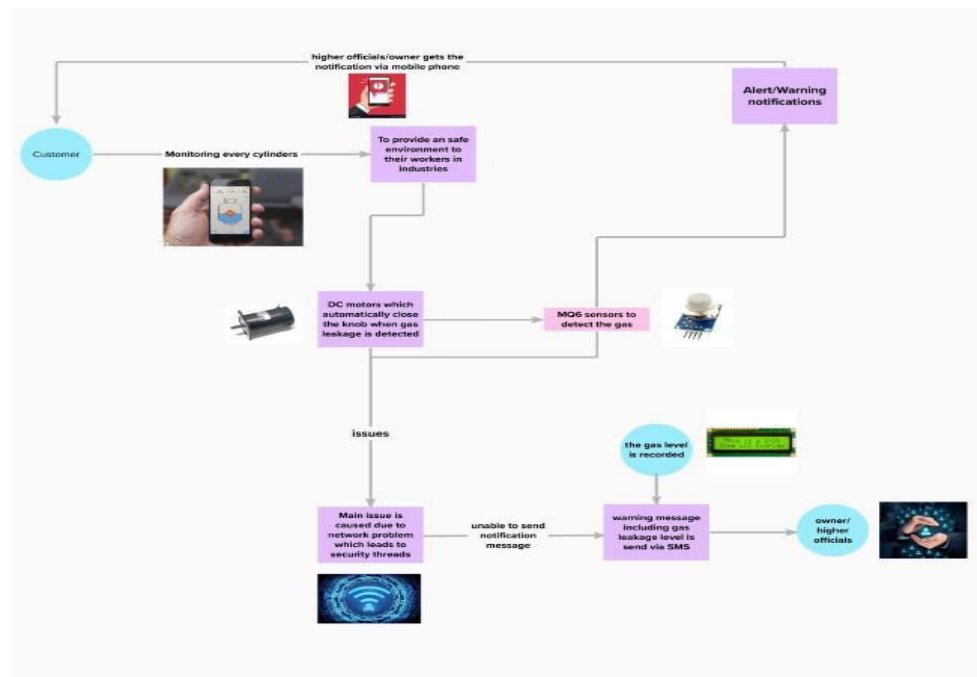 higher officials/owner gets the
notification via mobile phone
Alert/Warning
notifications
Customer
Monitoring every cylinders
To provide an safe
environment to
their workers in
industries
DC motors which
automatically close
the knob when gas
leakage is detected
MQ6 sensors to
detect the gas
issues
the gas level
is recorded
Main issue is
caused due to
network problem
which leads to
security threads
unable to send
notification
message
warning message
including gas
leakage level is
send via SMS
owner/
higher
officials